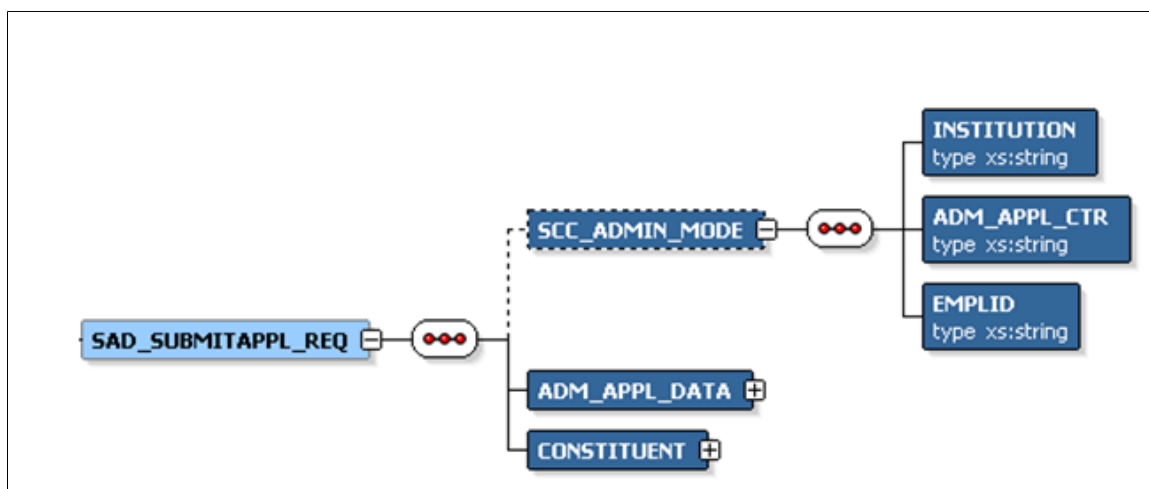 INSTITUTION
type xs:string
SCC_ADMIN_MODE
ADM_APPL_CTR
type xs:string
EMPLID
type xs:string
SAD_SUBMITAPPL_REQ
ADM_APPL_DATA
CONSTITUENT